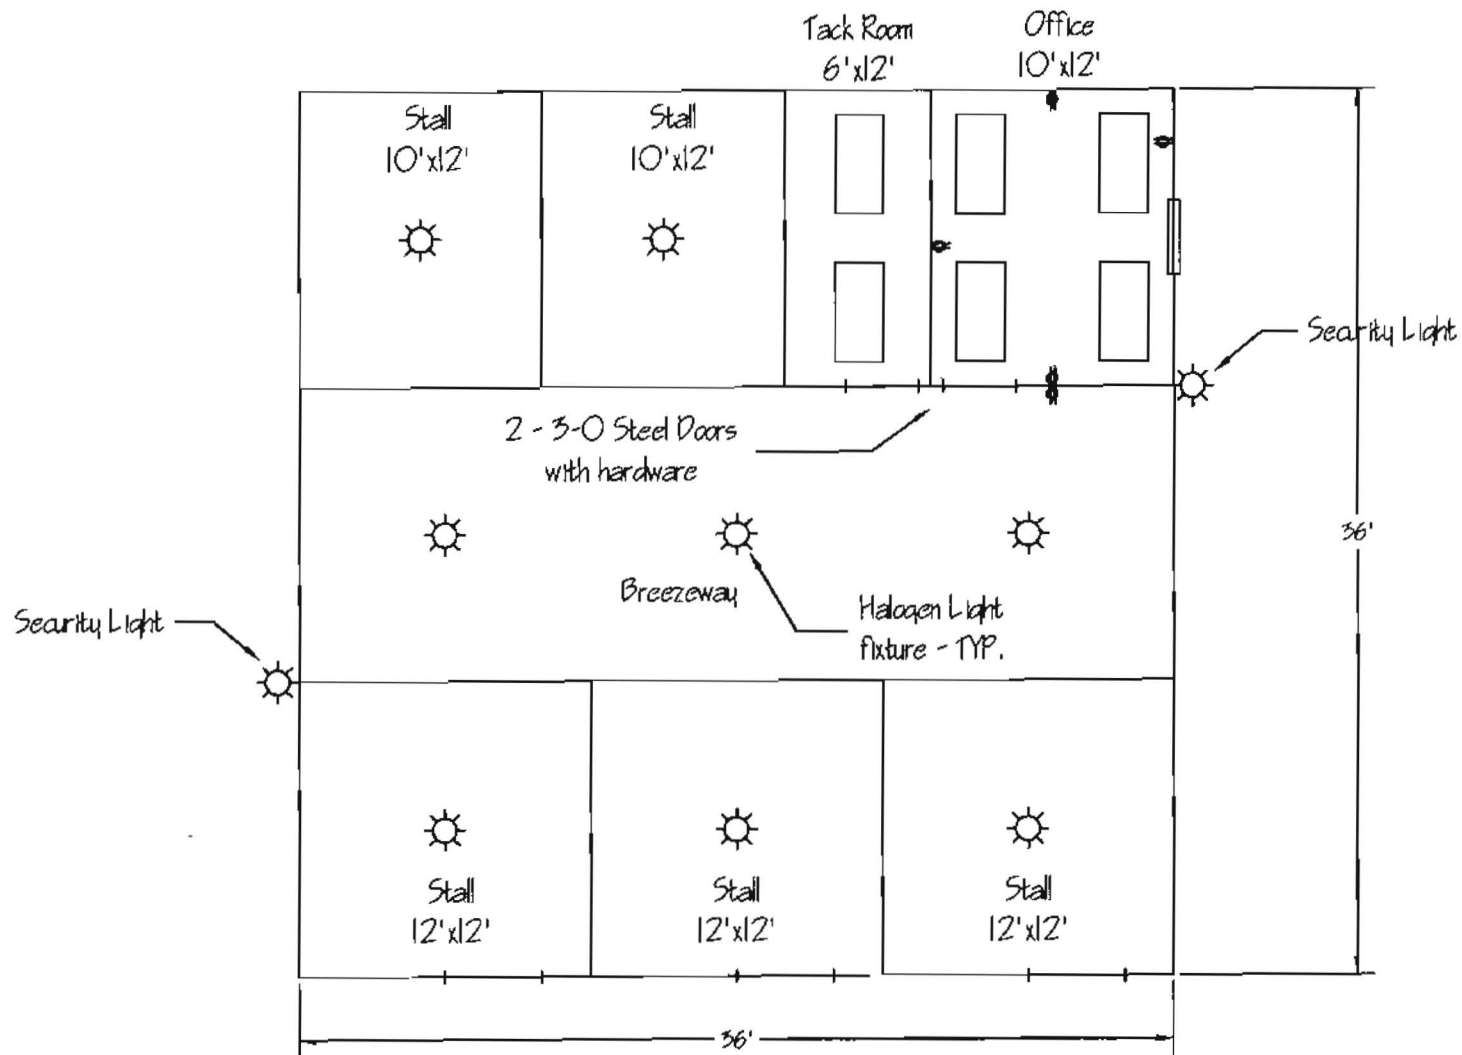 Tack Room
6'x12'
Office
10'x12'
Stall
10'x12'
Stall
10'x12'
Security Light
2 - 3-0 Steel Doors
with hardware
36'
Breezeway
Halogen Light
fixture - TYP.
Security Light
Stall
12'x12'
Stall
12'x12'
Stall
12'x12'
36'